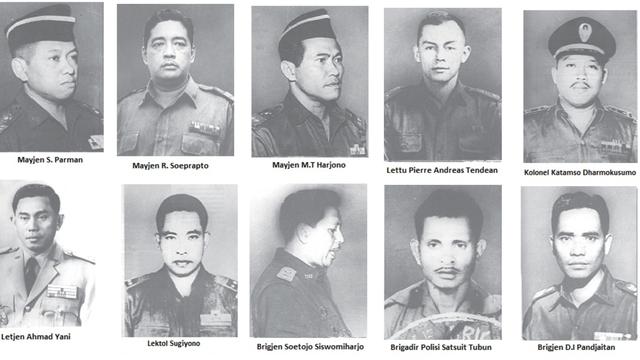 Mayjen S. Parman
Mayjen R. Soeprapto
Mayjen M.T Harjono
Lettu Pierre Andreas Tendean
Kolonel Katamso Dharmokusumo
Letjen Ahmad Yani
Lektol Sugiyono
Brigjen Soetojo Siswomiharjo
Brigadir Polisi Satsuit Tubun
Brigjen DJ Pandjaitan